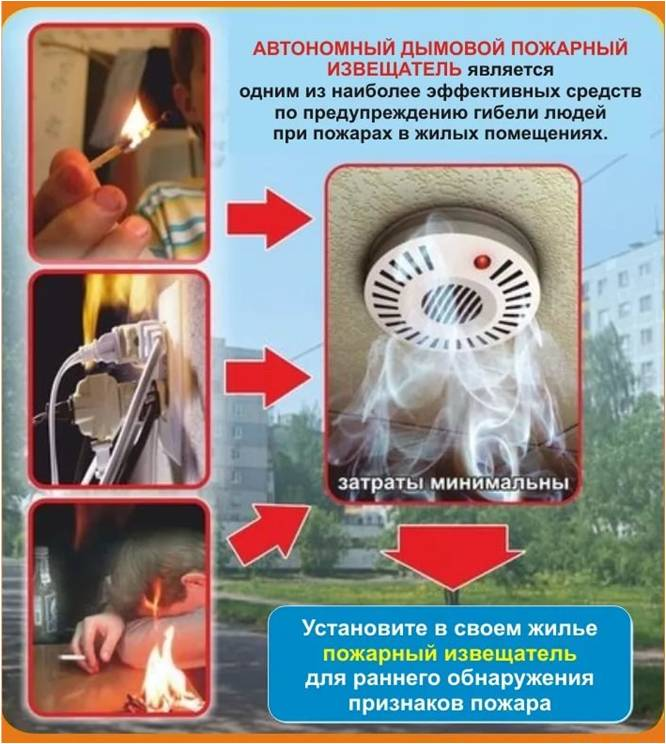 АВТОНОМНЫЙ ДЫМОВОЙ ПОЖАРНЫЙ
ИЗВЕЩАТЕЛЬ является
одним из наиболее эффективных средств
по предупреждению гибели людей
при пожарах в жилых помещениях.
затраты минимальны
Установите в своем жилье
пожарный извещатель
для раннего обнаружения
признаков пожара